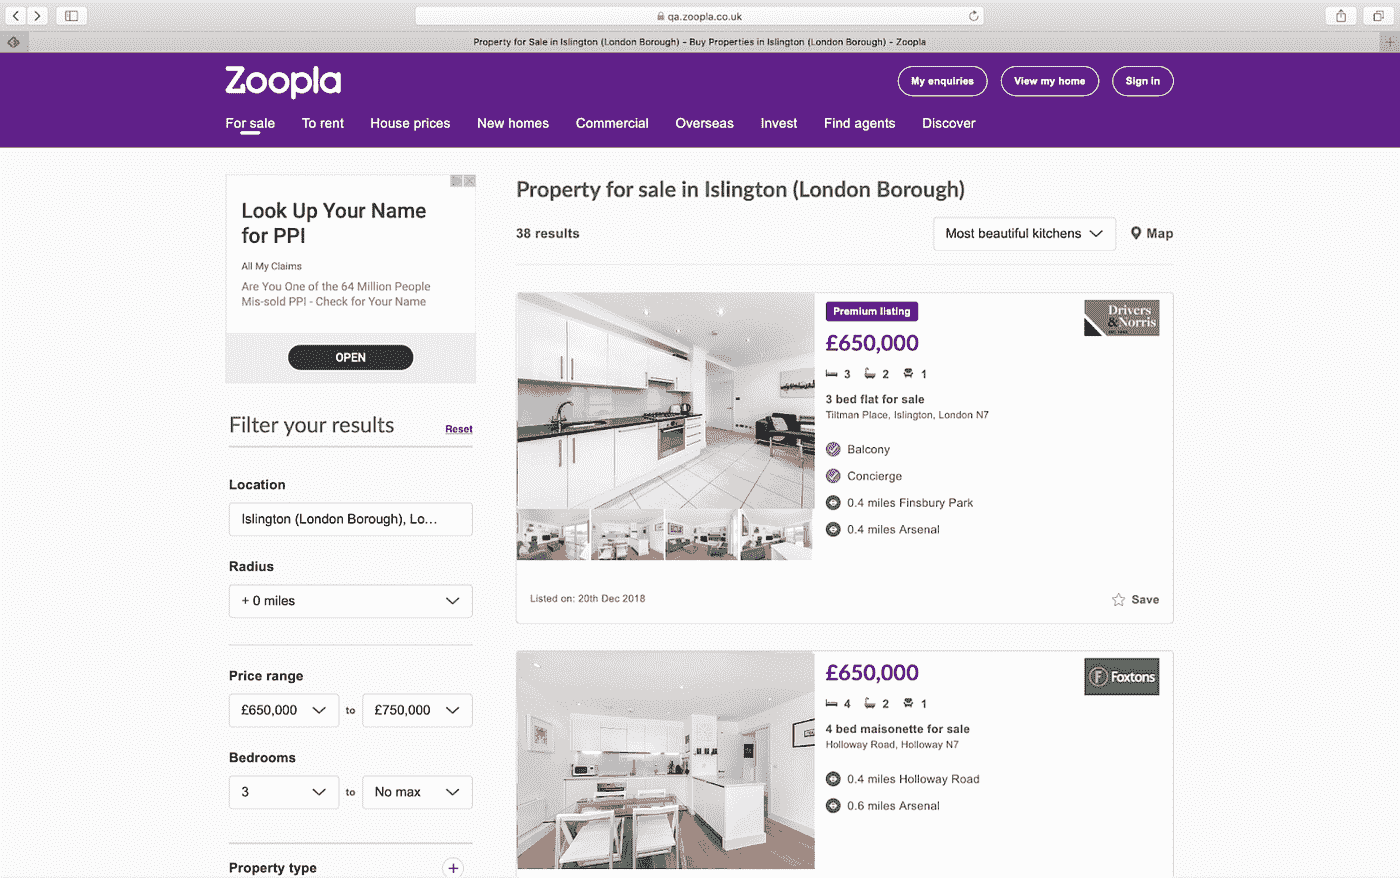 qa.zoopla.co.uk
Property for Sale in Islington (London Borough) - Buy Properties in Islington (London Borough) - Zoopla
Zoopla
My enquiries
View my home
Sign in
For sale
To rent
House prices
New homes
Commercial
Overseas
Invest
Find agents
Discover
Look Up Your Name
for PPI
All My Claims
Are You One of the 64 Million People
Mis-sold PPI - Check for Your Name
OPEN
Filter your results
Reset
Location
Islington (London Borough), Lo...
Radius
+ 0 miles
Price range
£650,000 to £750,000
Bedrooms
3 to No max
Property type
Property for sale in Islington (London Borough)
38 results
Most beautiful kitchens
Map
Premium listing
Drivers
&Norris
£650,000
3 2 1
3 bed flat for sale
Tiltman Place, Islington, London N7
Balcony
Concierge
0.4 miles Finsbury Park
0.4 miles Arsenal
Listed on: 20th Dec 2018
Save
£650,000
Foxtons
4 2 1
4 bed maisonette for sale
Holloway Road, Holloway N7
0.4 miles Holloway Road
0.6 miles Arsenal